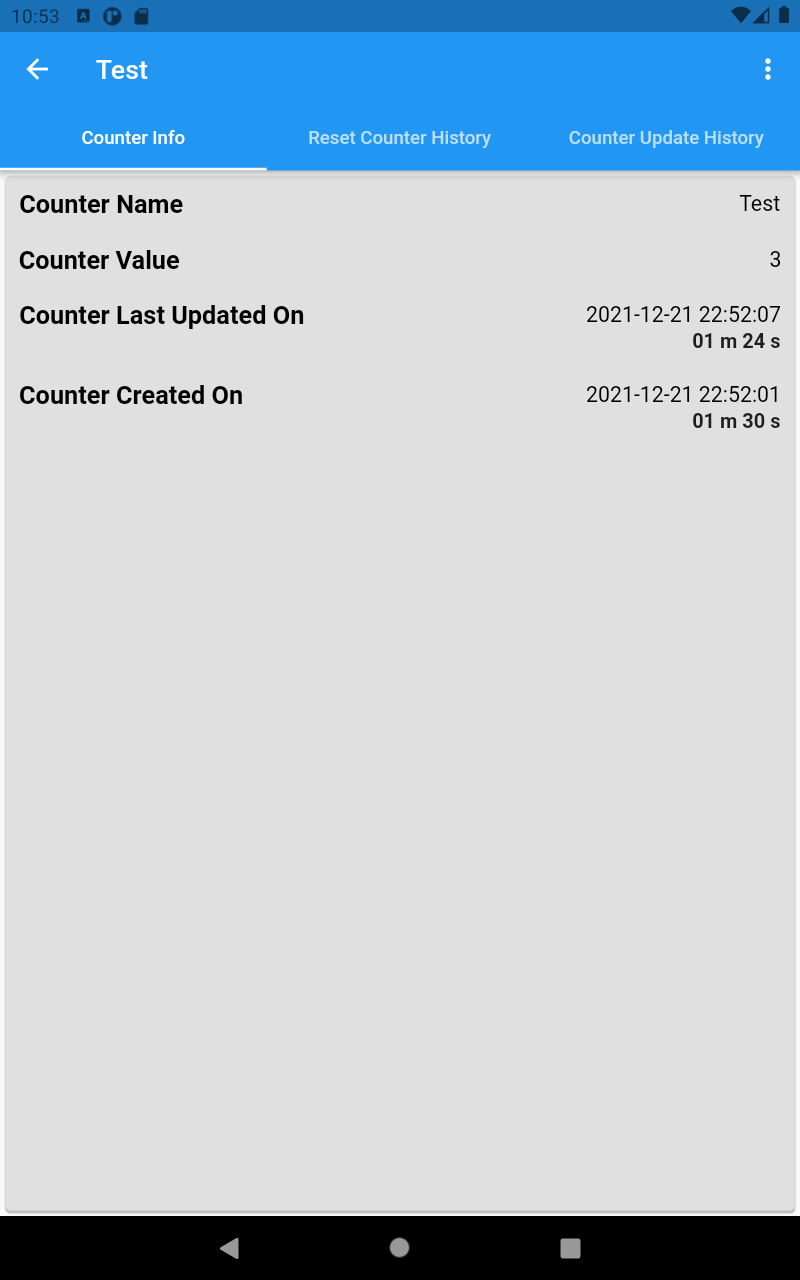 10:53
Test
Counter Info
Reset Counter History
Counter Update History
Counter Name
Test
Counter Value
3
Counter Last Updated On
2021-12-21 22:52:07
01 m 24 s
Counter Created On
2021-12-21 22:52:01
01 m 30 s